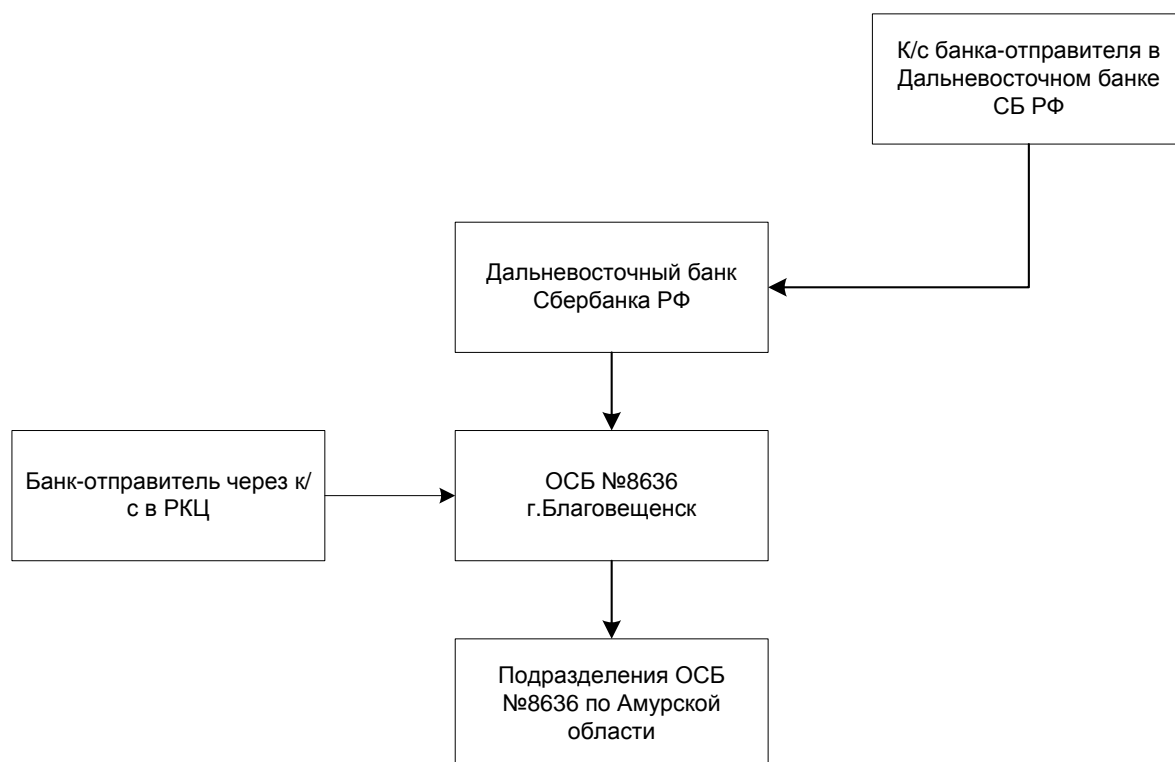 К/с банка-отправителя в
Дальневосточном банке
СБ РФ
Дальневосточный банк
Сбербанка РФ
Банк-отправитель через к/
с в РКЦ
ОСБ №8636
г.Благовещенск
Подразделения ОСБ
№8636 по Амурской
области